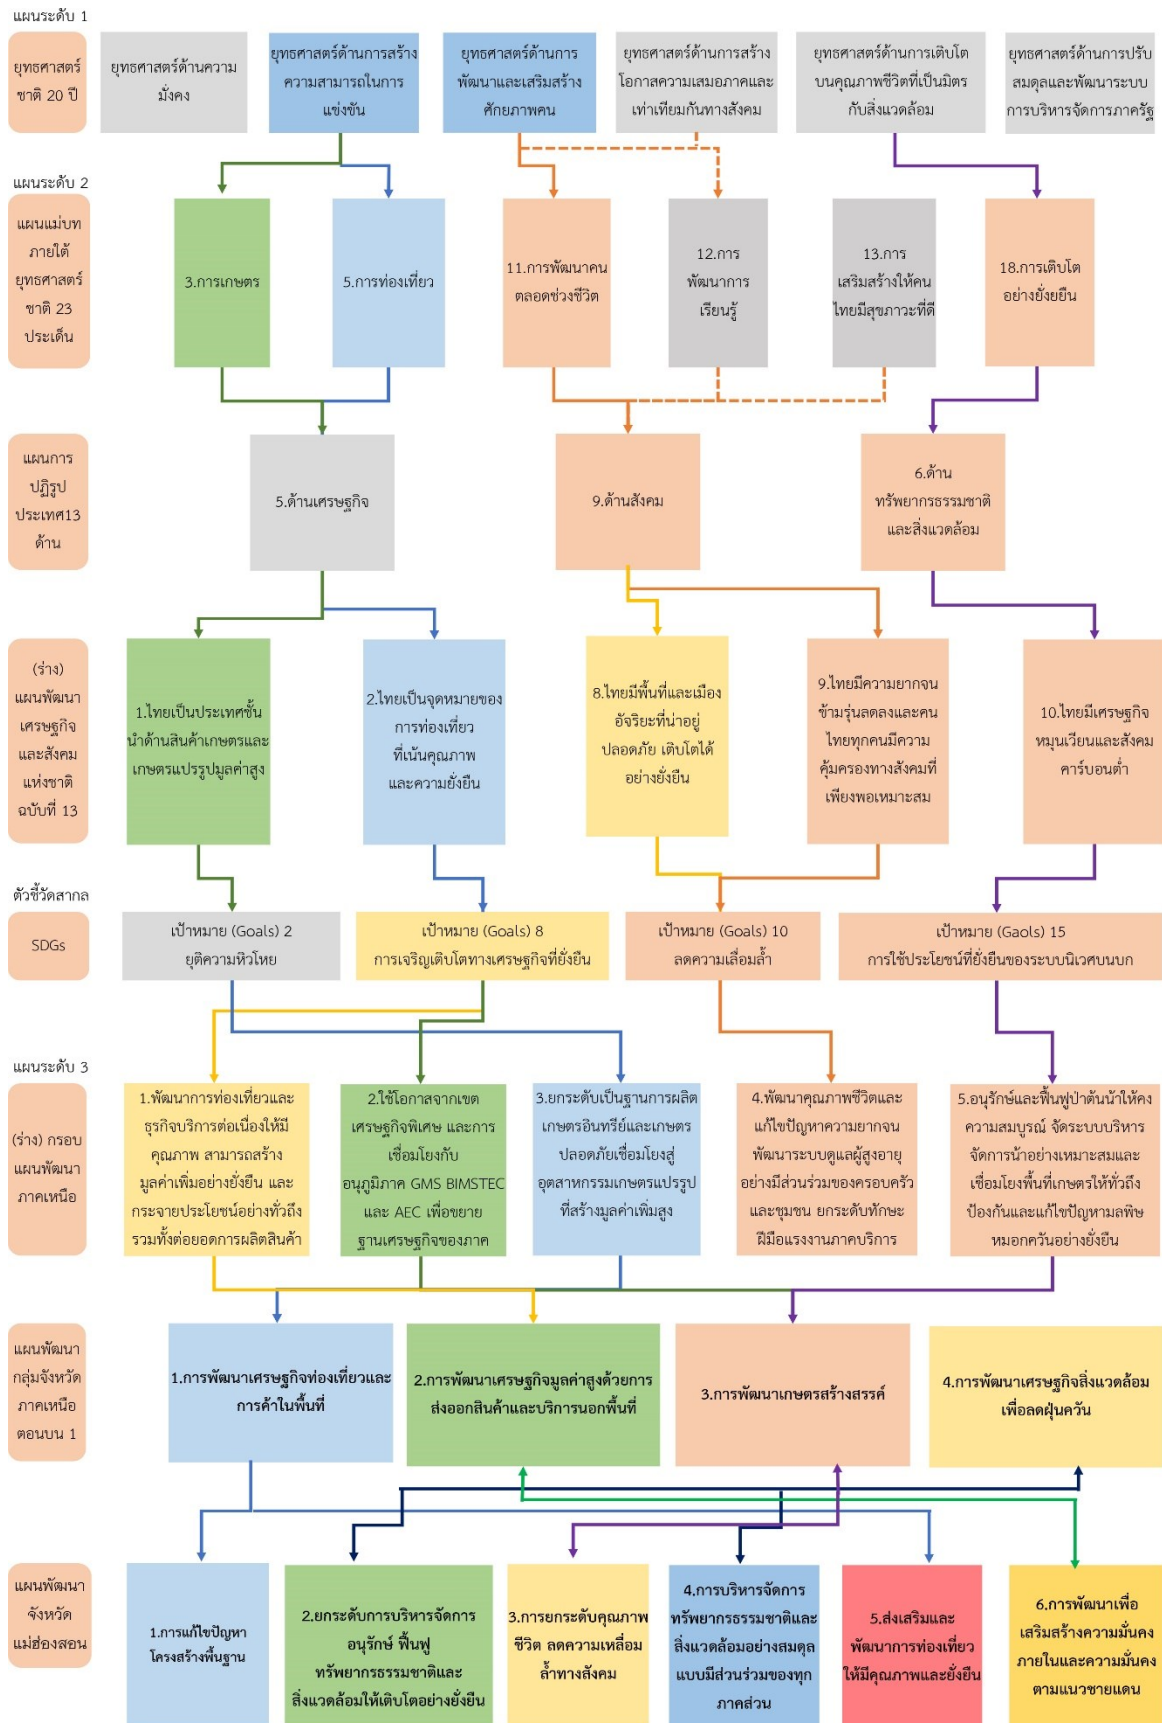 แผนระดับ 1
ยุทธศาสตร์
ชาติ 20 ปี
ยุทธศาสตร์ด้านความ
มั่งคง
ยุทธศาสตร์ด้านการสร้าง
ความสามารถในการ
แข่งขัน
ยุทธศาสตร์ด้านการ
พัฒนาและเสริมสร้าง
ศักยภาพคน
ยุทธศาสตร์ด้านการสร้าง
โอกาสความเสมอภาคและ
เท่าเทียมกันทางสังคม
ยุทธศาสตร์ด้านการเติบโต
บนคุณภาพชีวิตที่เป็นมิตร
กับสิ่งแวดล้อม
ยุทธศาสตร์ด้านการปรับ
สมดุลและพัฒนาระบบ
การบริหารจัดการภาครัฐ
แผนระดับ 2
แผนแม่บท
ภายใต้
ยุทธศาสตร์
ชาติ 23
ประเด็น
3.การเกษตร
5.การท่องเที่ยว
11.การพัฒนาคน
ตลอดช่วงชีวิต
12.การ
พัฒนาการ
เรียนรู้
13.การ
เสริมสร้างให้คน
ไทยมีสุขภาวะที่ดี
18.การเติบโต
อย่างยั่งยยืน
แผนการ
ปฏิรูป
ประเทศ13
ด้าน
5.ด้านเศรษฐกิจ
9.ด้านสังคม
6.ด้าน
ทรัพยากรธรรมชาติ
และสิ่งแวดล้อม
(ร่าง)
แผนพัฒนา
เศรษฐกิจ
และสังคม
แห่งชาติ
ฉบับที่ 13
1.ไทยเป็นประเทศชั้น
นำด้านสินค้าเกษตรและ
เกษตรแปรรูปมูลค่าสูง
2.ไทยเป็นจุดหมายของ
การท่องเที่ยว
ที่เน้นคุณภาพ
และความยั่งยืน
8.ไทยมีพื้นที่และเมือง
อัจริยะที่น่าอยู่
ปลอดภัย เติบโตได้
อย่างยั่งยืน
9.ไทยมีความยากจน
ข้ามรุ่นลดลงและคน
ไทยทุกคนมีความ
คุ้มครองทางสังคมที่
เพียงพอเหมาะสม
10.ไทยมีเศรษฐกิจ
หมุนเวียนและสังคม
คาร์บอนต่ำ
ตัวชี้วัดสากล
SDGs
เป้าหมาย (Goals) 2
ยุติความหิวโหย
เป้าหมาย (Goals) 8
การเจริญเติบโตทางเศรษฐกิจที่ยั่งยืน
เป้าหมาย (Goals) 10
ลดความเลื่อมล้ำ
เป้าหมาย (Gaols) 15
การใช้ประโยชน์ที่ยั่งยืนของระบบนิเวศบนบก
แผนระดับ 3
(ร่าง) กรอบ
แผนพัฒนา
ภาคเหนือ
1.พัฒนาการท่องเที่ยวและ
ธุรกิจบริการต่อเนื่องให้มี
คุณภาพ สามารถสร้าง
มูลค่าเพิ่มอย่างยั่งยืน และ
กระจายประโยชน์อย่างทั่วถึง
รวมทั้งต่อยอดการผลิตสินค้า
2.ใช้โอกาสจากเขต
เศรษฐกิจพิเศษ และการ
เชื่อมโยงกับ
อนุภูมิภาค GMS BIMSTEC
และ AEC เพื่อขยาย
ฐานเศรษฐกิจของภาค
3.ยกระดับเป็นฐานการผลิต
เกษตรอินทรีย์และเกษตร
ปลอดภัยเชื่อมโยงสู่
อุตสาหกรรมเกษตรแปรรูป
ที่สร้างมูลค่าเพิ่มสูง
4.พัฒนาคุณภาพชีวิตและ
แก้ไขปัญหาความยากจน
พัฒนาระบบดูแลผู้สูงอายุ
อย่างมีส่วนร่วมของครอบครัว
และชุมชน ยกระดับทักษะ
ฝีมือแรงงานภาคบริการ
5.อนุรักษ์และฟื้นฟูป่าต้นน้ำให้คง
ความสมบูรณ์ จัดระบบบริหาร
จัดการน้ำอย่างเหมาะสมและ
เชื่อมโยงพื้นที่เกษตรให้ทั่วถึง
ป้องกันและแก้ไขปัญหามลพิษ
หมอกควันอย่างยั่งยืน
แผนพัฒนา
กลุ่มจังหวัด
ภาคเหนือ
ตอนบน 1
1.การพัฒนาเศรษฐกิจท่องเที่ยวและ
การค้าในพื้นที่
2.การพัฒนาเศรษฐกิจมูลค่าสูงด้วยการ
ส่งออกสินค้าและบริการนอกพื้นที่
3.การพัฒนาเกษตรสร้างสรรค์
4.การพัฒนาเศรษฐกิจสิ่งแวดล้อม
เพื่อลดฝุ่นควัน
แผนพัฒนา
จังหวัด
แม่ฮ่องสอน
1.การแก้ไขปัญหา
โครงสร้างพื้นฐาน
2.ยกระดับการบริหารจัดการ
อนุรักษ์ ฟื้นฟู
ทรัพยากรธรรมชาติและ
สิ่งแวดล้อมให้เติบโตอย่างยั่งยืน
3.การยกระดับคุณภาพ
ชีวิต ลดความเหลื่อม
ล้ำทางสังคม
4.การบริหารจัดการ
ทรัพยากรธรรมชาติและ
สิ่งแวดล้อมอย่างสมดุล
แบบมีส่วนร่วมของทุก
ภาคส่วน
5.ส่งเสริมและ
พัฒนาการท่องเที่ยว
ให้มีคุณภาพและยั่งยืน
6.การพัฒนาเพื่อ
เสริมสร้างความมั่นคง
ภายในและความมั่นคง
ตามแนวชายแดน